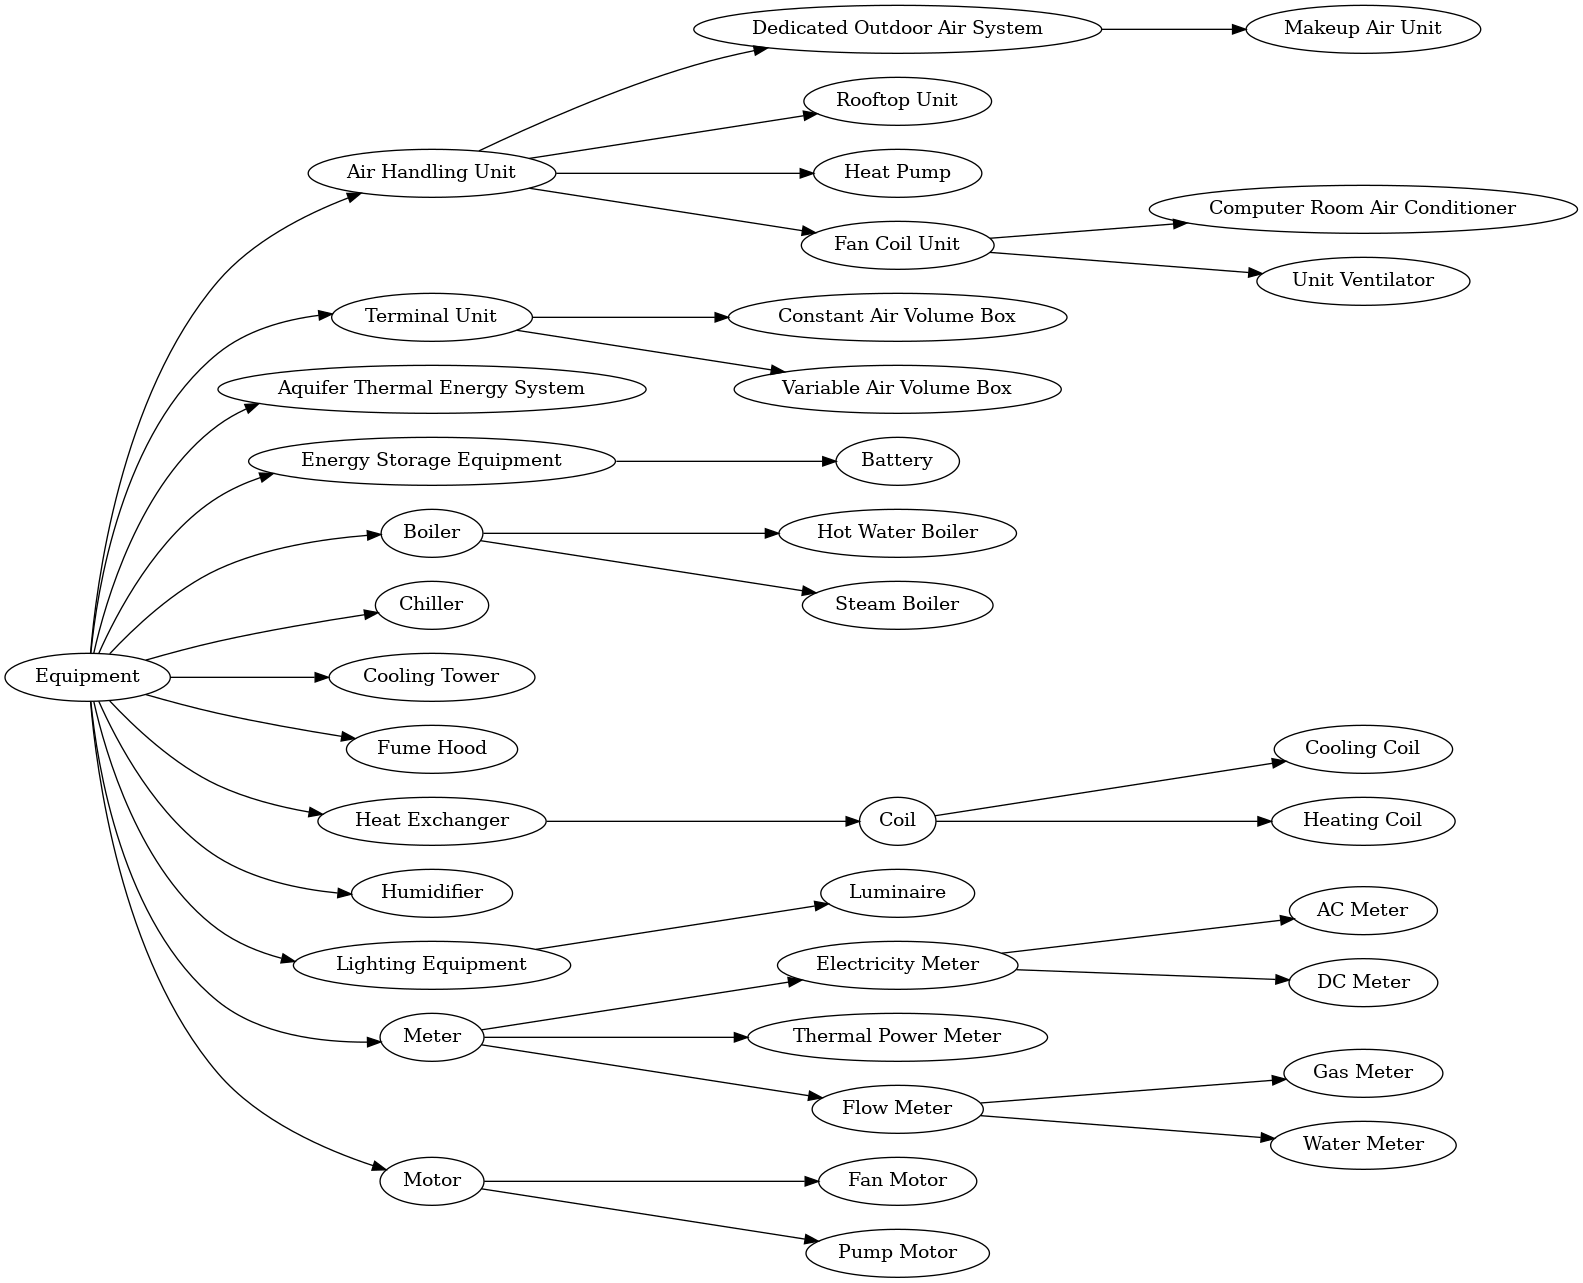 Dedicated Outdoor Air System
Makeup Air Unit
Rooftop Unit
Air Handling Unit
Heat Pump
Computer Room Air Conditioner
Fan Coil Unit
Unit Ventilator
Terminal Unit
Constant Air Volume Box
Aquifer Thermal Energy System
Variable Air Volume Box
Energy Storage Equipment
Battery
Boiler
Hot Water Boiler
Chiller
Steam Boiler
Equipment
Cooling Tower
Fume Hood
Cooling Coil
Heat Exchanger
Coil
Heating Coil
Humidifier
Luminaire
AC Meter
Lighting Equipment
Electricity Meter
DC Meter
Meter
Thermal Power Meter
Gas Meter
Flow Meter
Water Meter
Motor
Fan Motor
Pump Motor